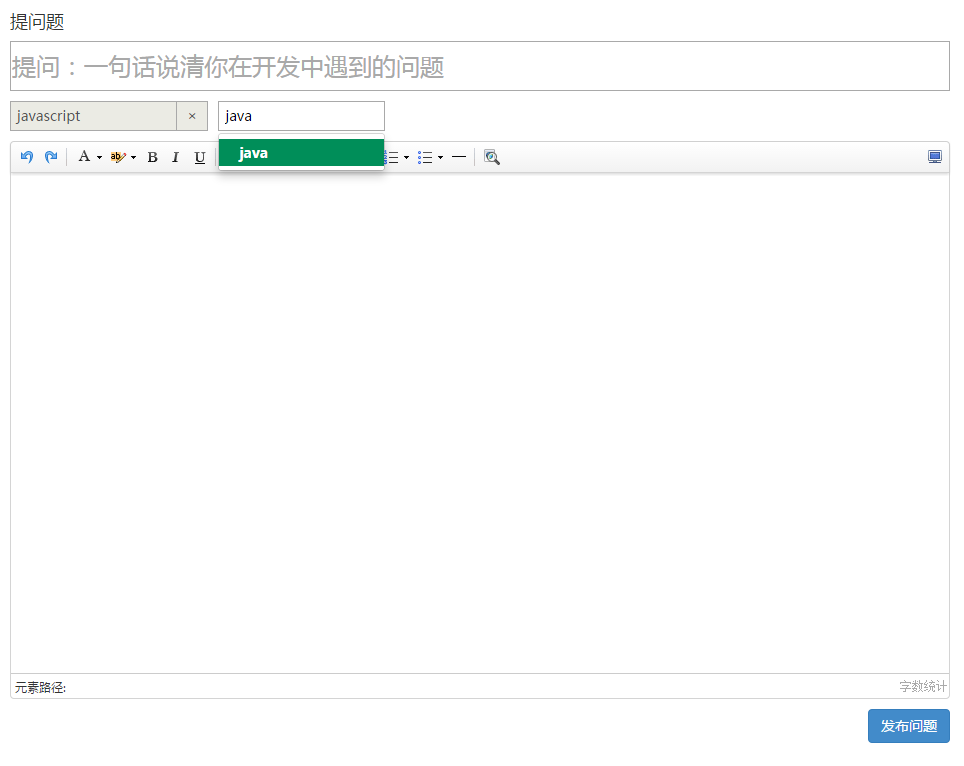 提问题
提问：一句话说清你在开发中遇到的问题
javascript × java
java
A ab B I U
元素路径: 字数统计
发布问题